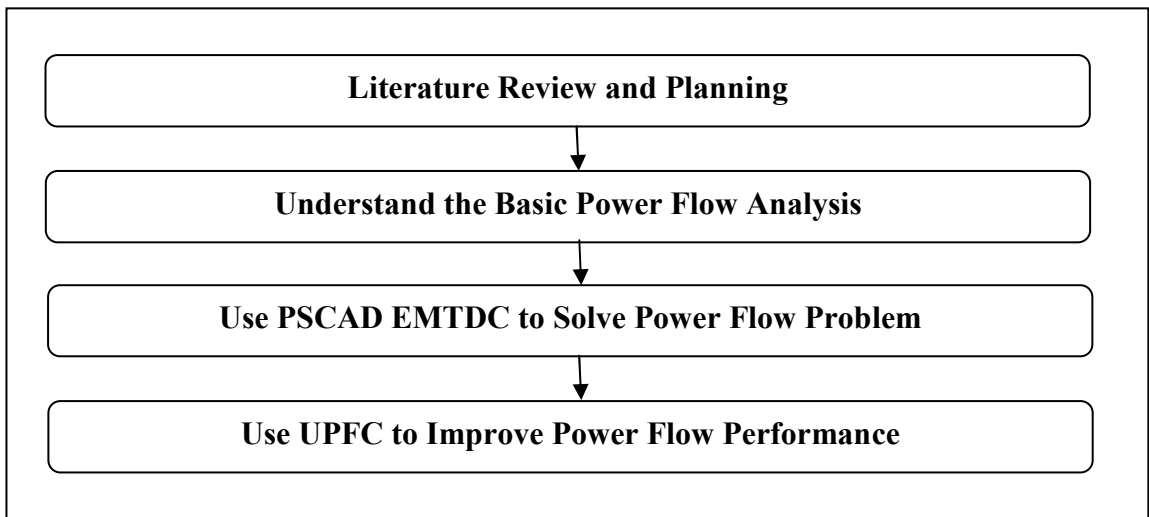 Literature Review and Planning
Understand the Basic Power Flow Analysis
Use PSCAD EMTDC to Solve Power Flow Problem
Use UPFC to Improve Power Flow Performance